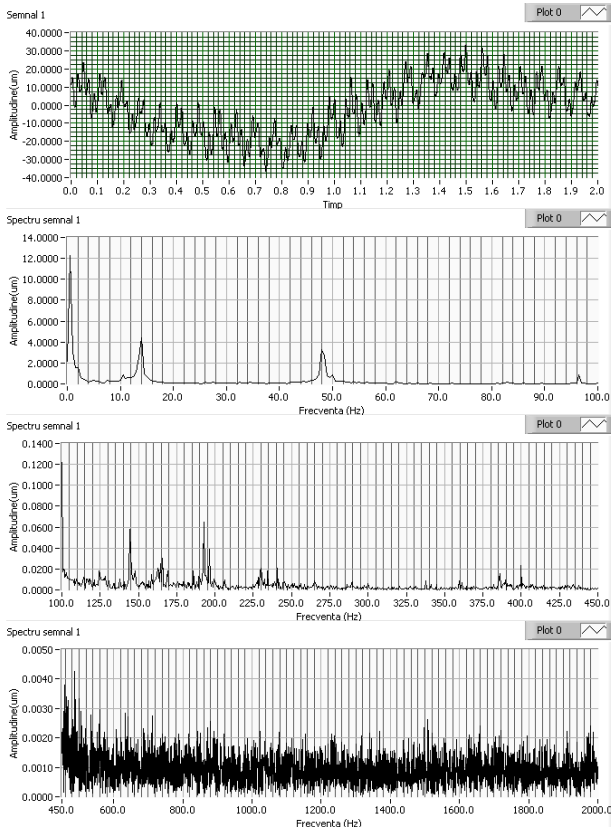 Semnal 1
Plot 0
40.0000
30.0000
20.0000
10.0000
0.0000
-10.0000
-20.0000
-30.0000
-40.0000
Amplitudine(um)
0.0 0.1 0.2 0.3 0.4 0.5 0.6 0.7 0.8 0.9 1.0 1.1 1.2 1.3 1.4 1.5 1.6 1.7 1.8 1.9 2.0
Timp
Spectru semnal 1
Plot 0
14.0000
12.0000
10.0000
8.0000
6.0000
4.0000
2.0000
0.0000
Amplitudine(um)
0.0 10.0 20.0 30.0 40.0 50.0 60.0 70.0 80.0 90.0 100.0
Frecventa (Hz)
Spectru semnal 1
Plot 0
0.1400
0.1200
0.1000
0.0800
0.0600
0.0400
0.0200
0.0000
Amplitudine(um)
100.0 125.0 150.0 175.0 200.0 225.0 250.0 275.0 300.0 325.0 350.0 375.0 400.0 425.0 450.0
Frecventa (Hz)
Spectru semnal 1
Plot 0
0.0050
0.0040
0.0030
0.0020
0.0010
0.0000
Amplitudine(um)
450.0 600.0 800.0 1000.0 1200.0 1400.0 1600.0 1800.0 2000.0
Frecventa (Hz)